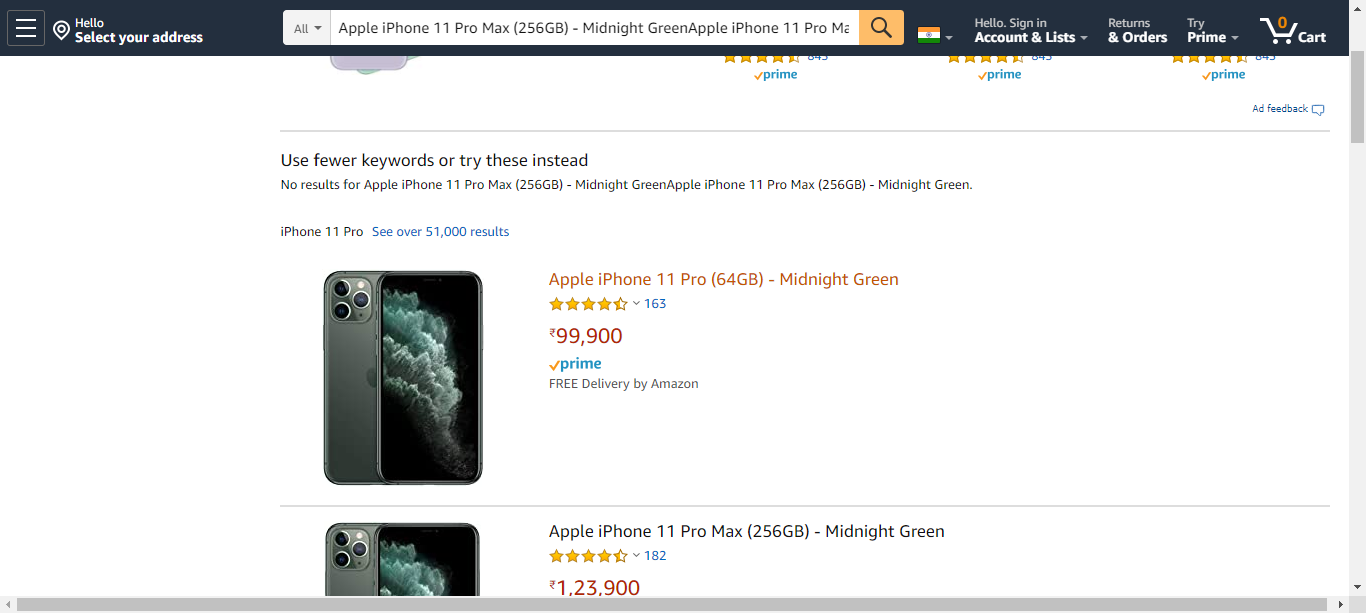 Hello
Select your address
All
Apple iPhone 11 Pro Max (256GB) - Midnight GreenApple iPhone 11 Pro Ma
Hello. Sign in
Account & Lists
Returns
& Orders
Try
Prime
0
Cart
845 845 845
prime prime prime
Ad feedback
Use fewer keywords or try these instead
No results for Apple iPhone 11 Pro Max (256GB) - Midnight GreenApple iPhone 11 Pro Max (256GB) - Midnight Green.
iPhone 11 Pro See over 51,000 results
Apple iPhone 11 Pro (64GB) - Midnight Green
163
₹99,900
prime
FREE Delivery by Amazon
Apple iPhone 11 Pro Max (256GB) - Midnight Green
182
₹1,23,900